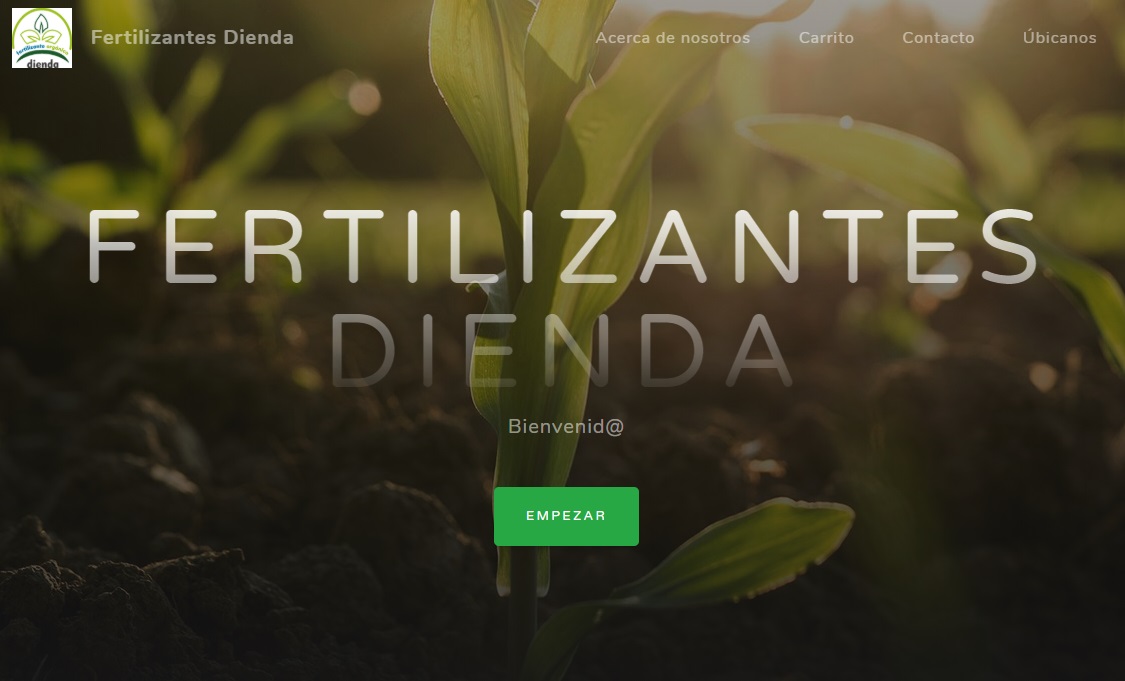 fertilizante orgánico
dienda
Fertilizantes Dienda
Acerca de nosotros
Carrito
Contacto
Úbicanos
FERTILIZANTES
DIENDA
Bienvenid@
EMPEZAR